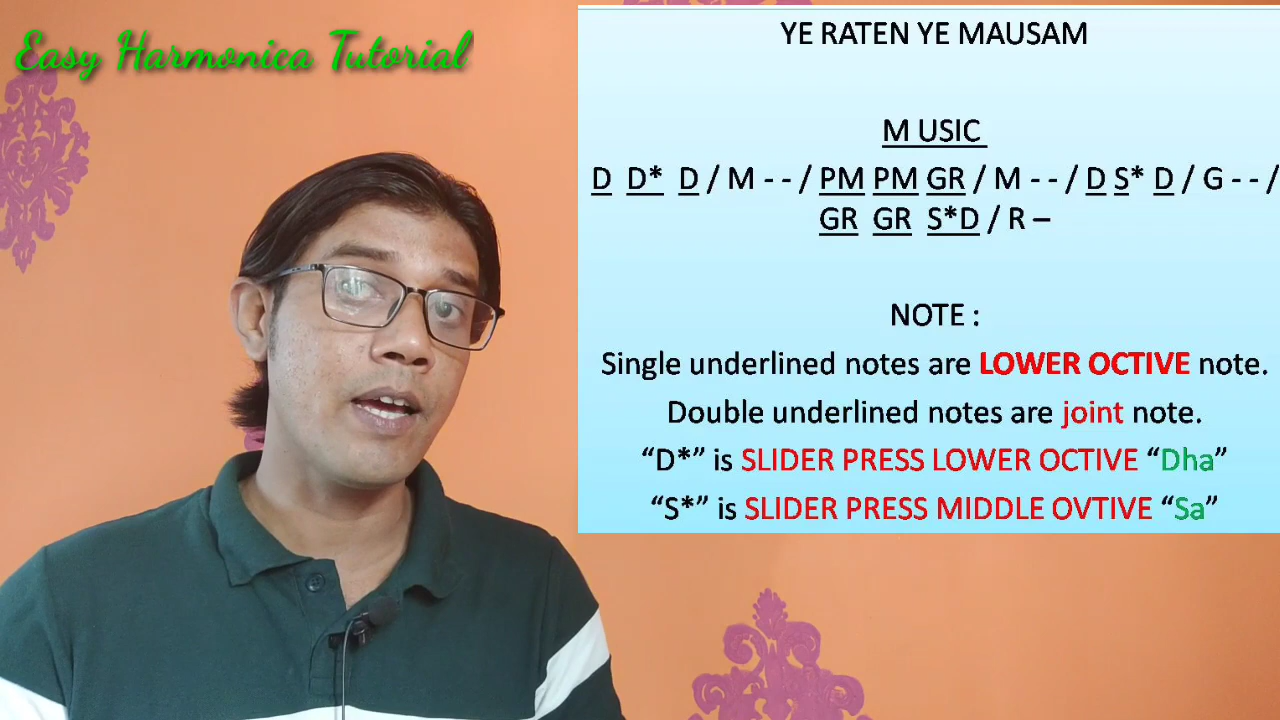 Easy Harmonica Tutorial
YE RATEN YE MAUSAM
M USIC
D D* D / M - - / PM PM GR / M - - / D S* D / G - - /
GR GR S*D / R –
NOTE :
Single underlined notes are LOWER OCTIVE note.
Double underlined notes are joint note.
“D*” is SLIDER PRESS LOWER OCTIVE “Dha”
“S*” is SLIDER PRESS MIDDLE OVTIVE “Sa”